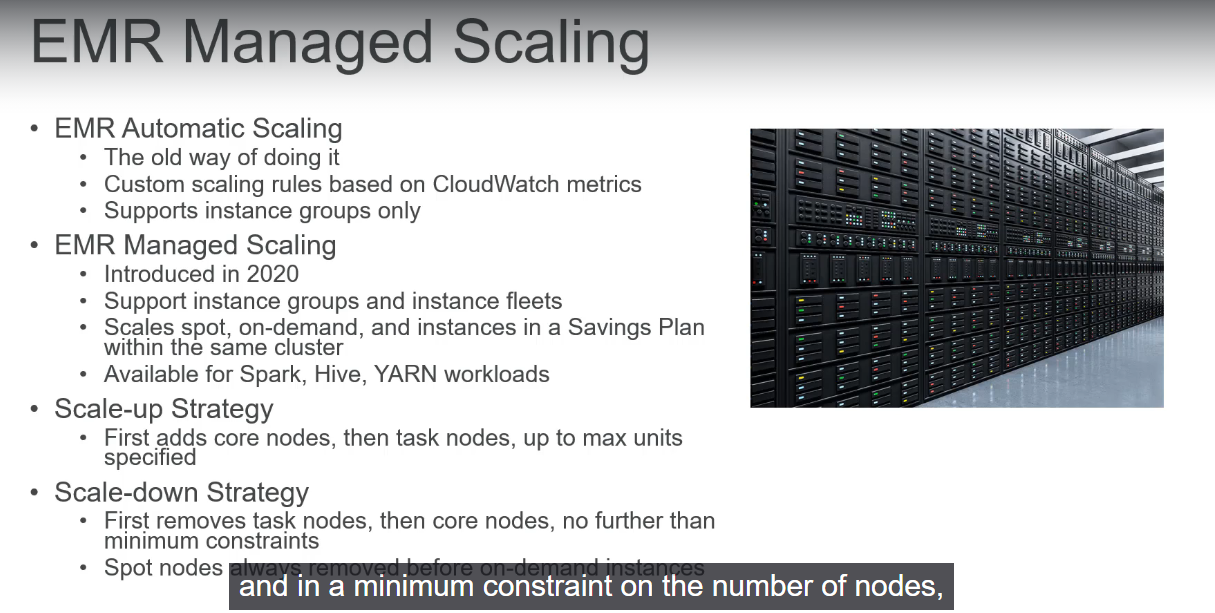 EMR Managed Scaling
• EMR Automatic Scaling
• The old way of doing it
• Custom scaling rules based on CloudWatch metrics
• Supports instance groups only
• EMR Managed Scaling
• Introduced in 2020
• Support instance groups and instance fleets
• Scales spot, on-demand, and instances in a Savings Plan
within the same cluster
• Available for Spark, Hive, YARN workloads
• Scale-up Strategy
• First adds core nodes, then task nodes, up to max units
specified
• Scale-down Strategy
• First removes task nodes, then core nodes, no further than
minimum constraints
• Spot nodes always removed before on-demand instances
and in a minimum constraint on the number of nodes,